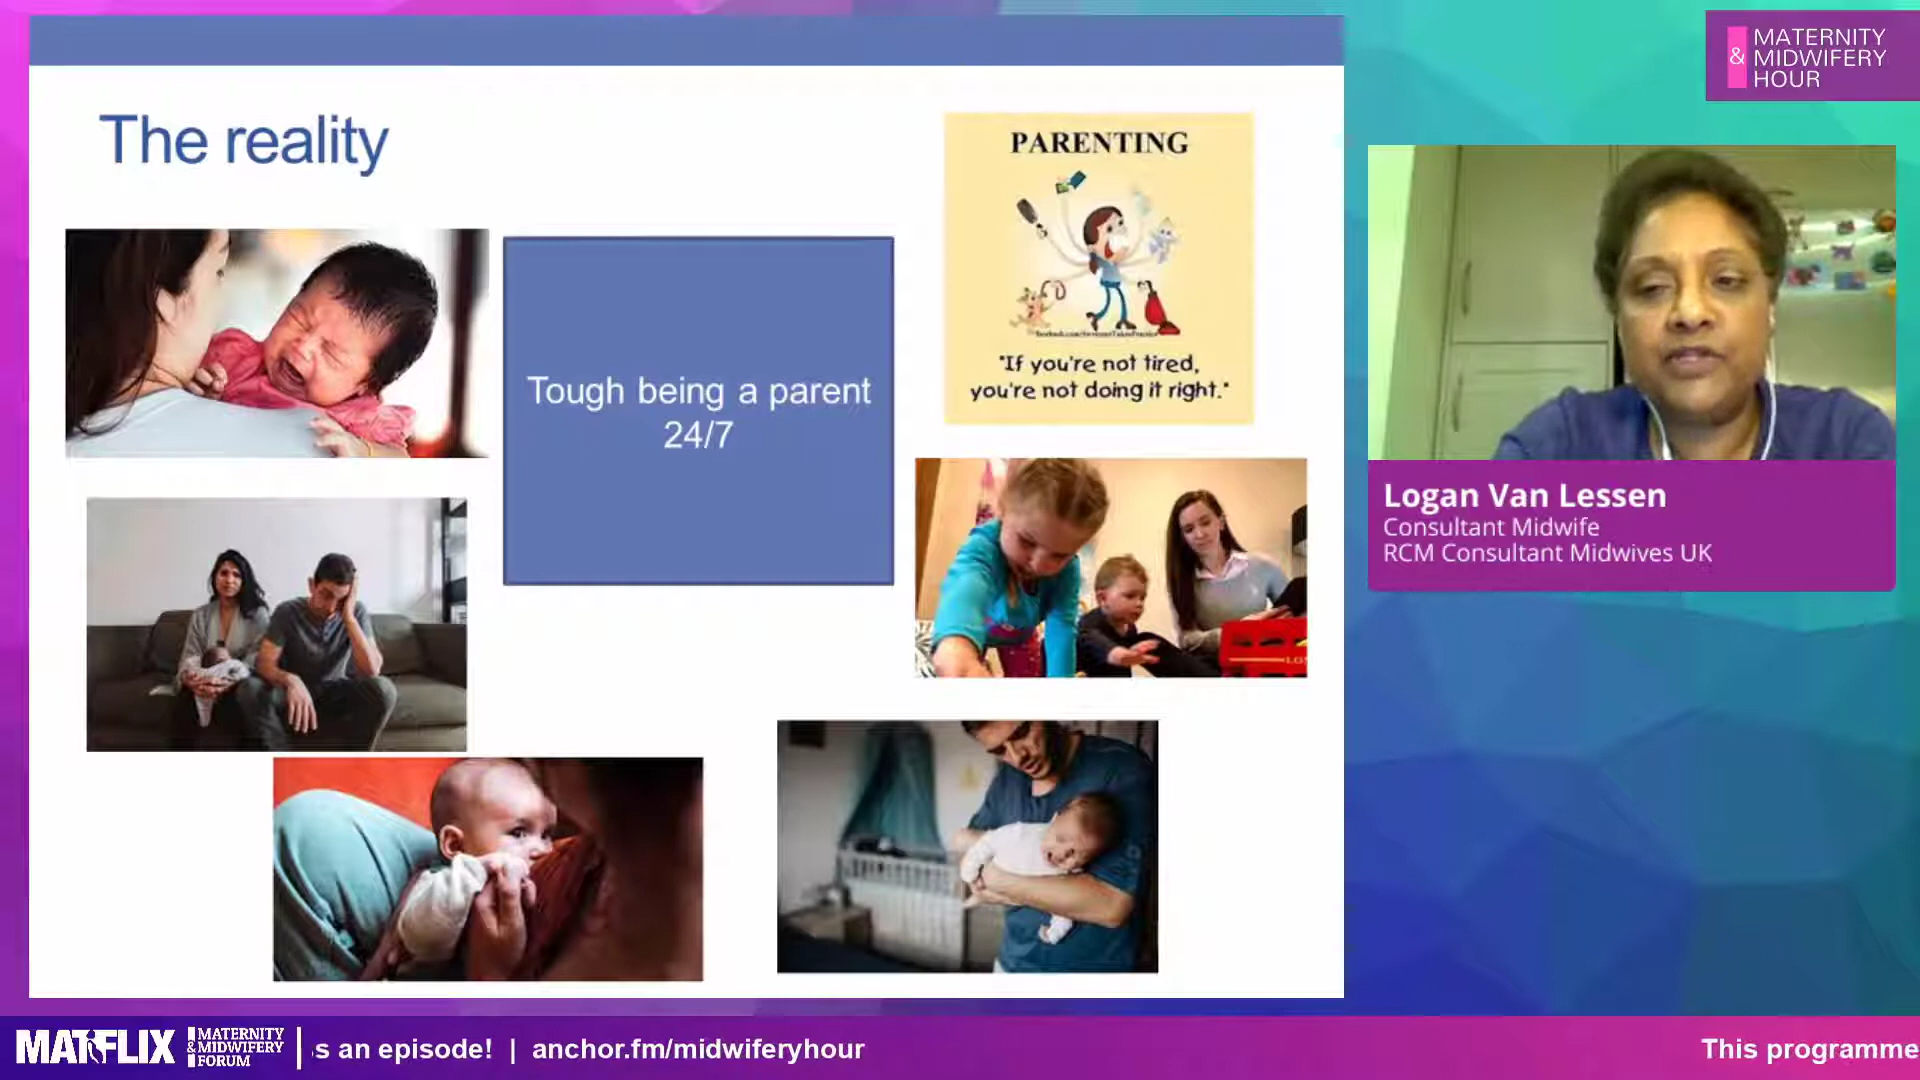 The reality
PARENTING
"If you're not tired,
you're not doing it right."
Tough being a parent
24/7
&
MATERNITY
MIDWIFERY
HOUR
Logan Van Lessen
Consultant Midwife
RCM Consultant Midwives UK
MATFLIX
MATERNITY
& MIDWIFERY
FORUM
s an episode! | anchor.fm/midwiferyhour
This programme